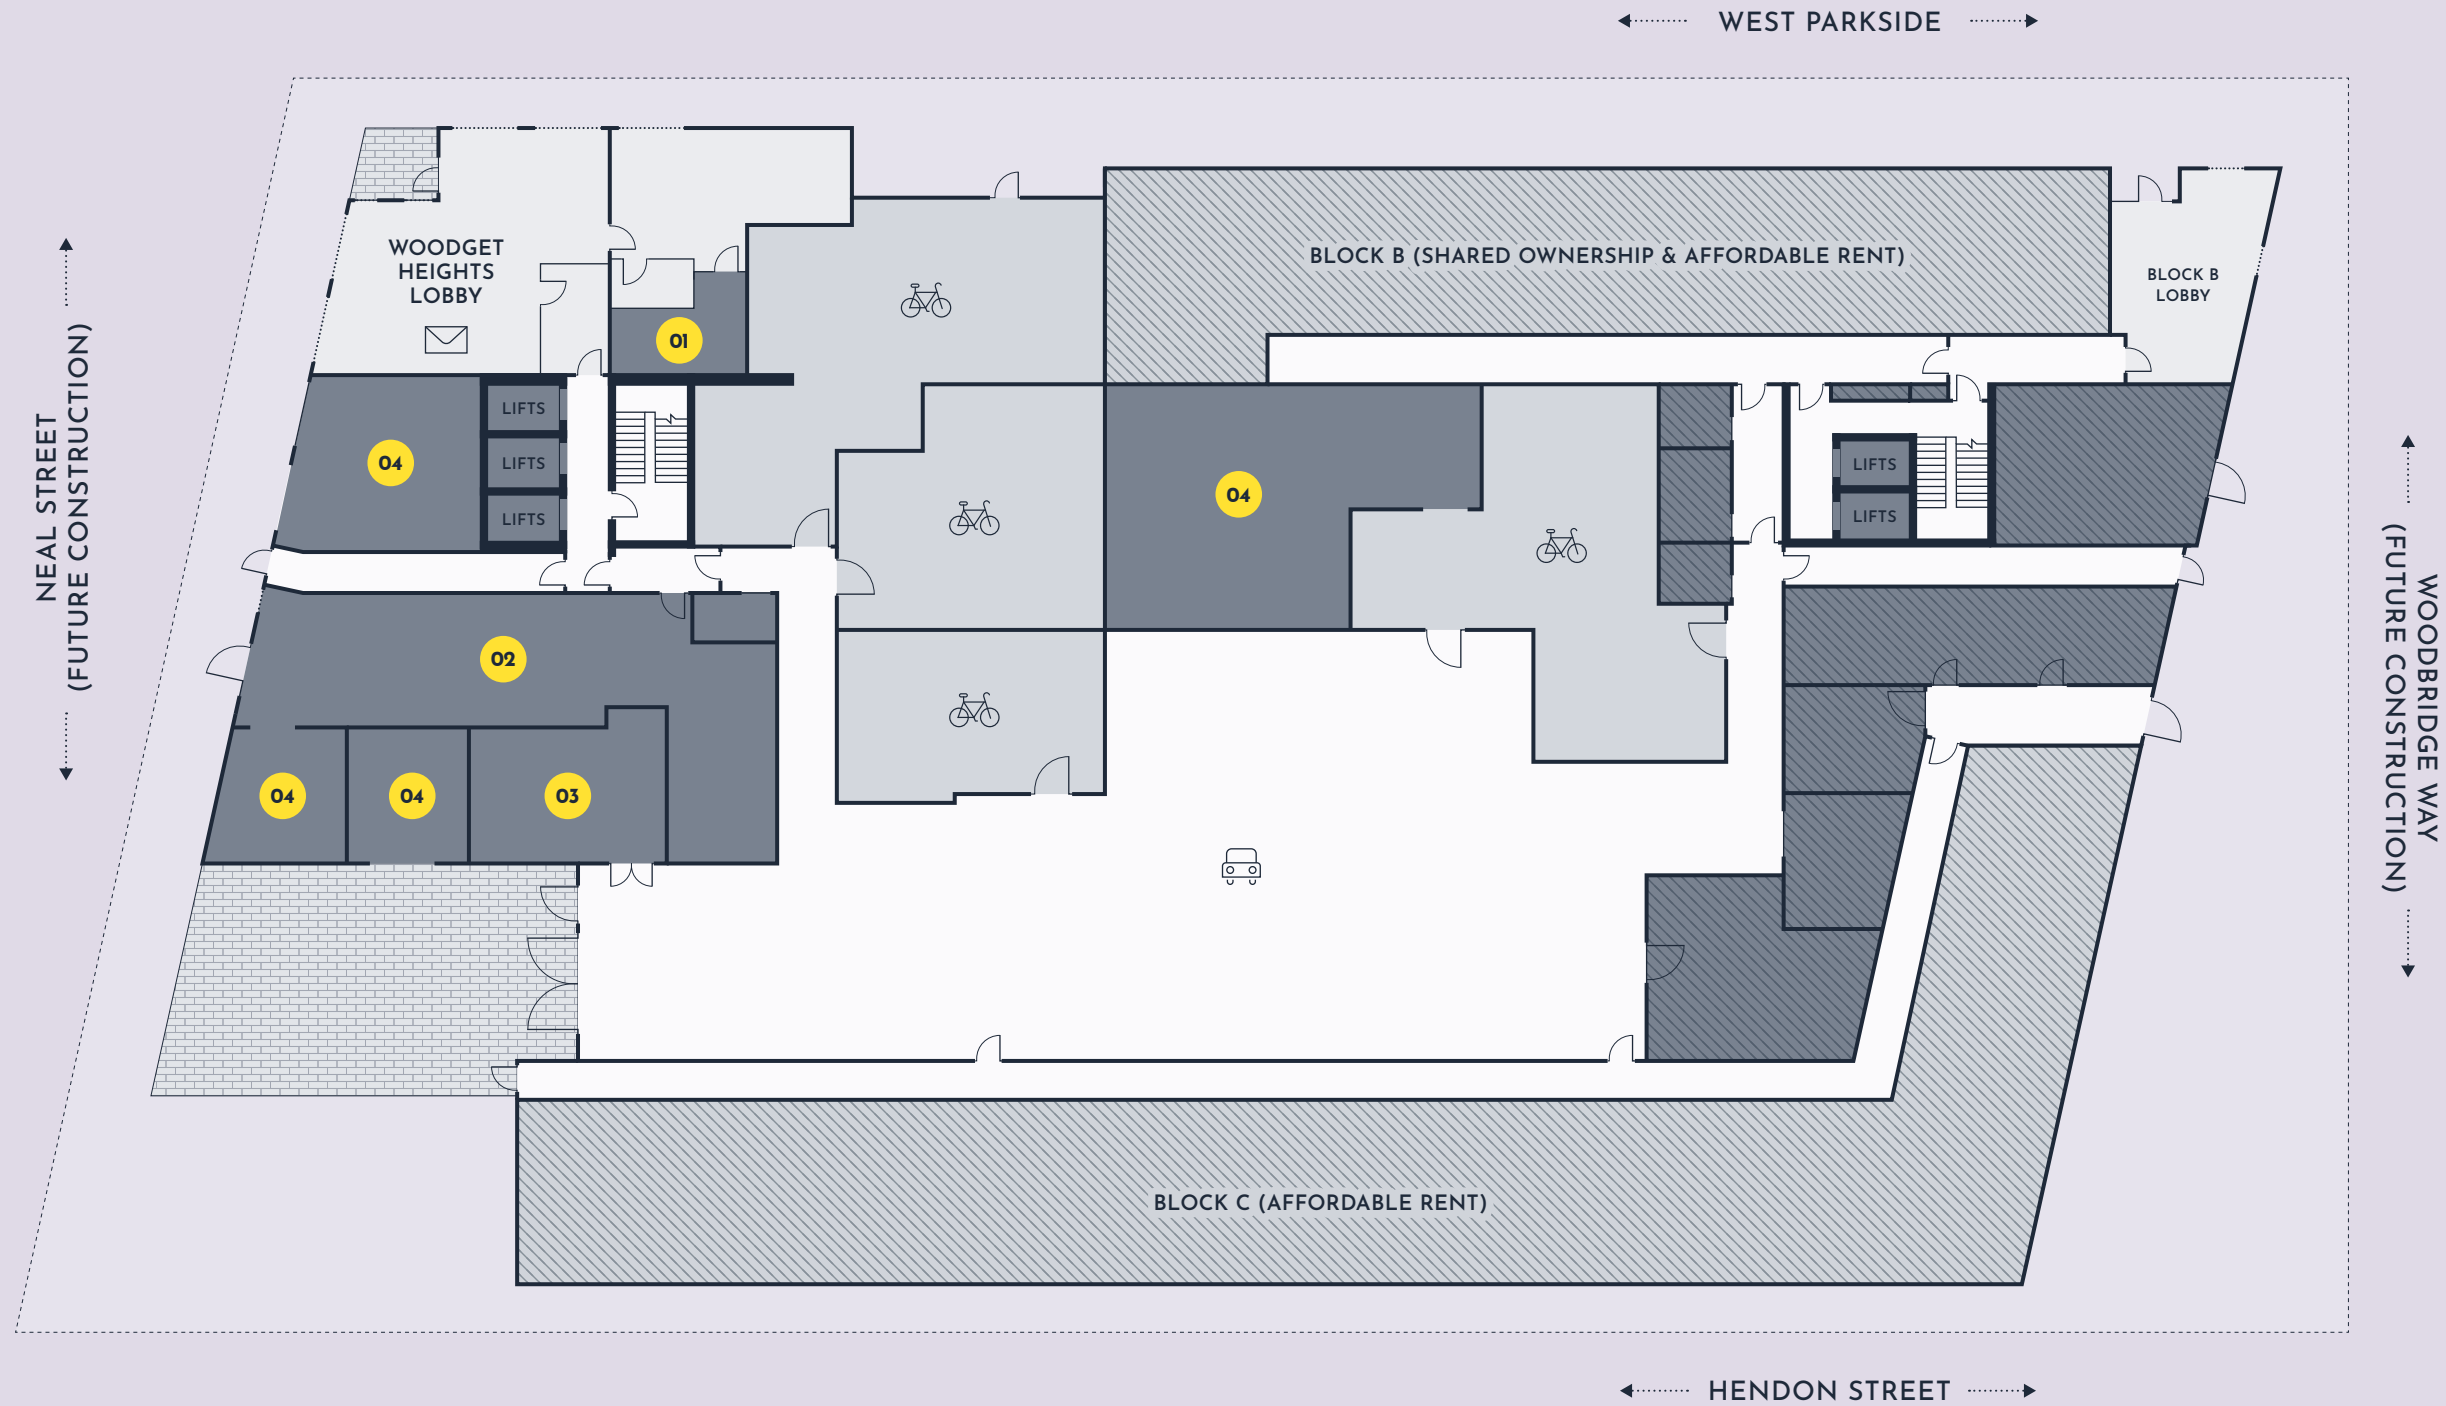 WEST PARKSIDE
WOODGET
HEIGHTS
LOBBY
BLOCK B (SHARED OWNERSHIP & AFFORDABLE RENT)
BLOCK B
LOBBY
01
LIFTS
LIFTS
LIFTS
04
04
LIFTS
LIFTS
NEAL STREET
(FUTURE CONSTRUCTION)
WOODBRIDGE WAY
(FUTURE CONSTRUCTION)
02
04
04
03
BLOCK C (AFFORDABLE RENT)
HENDON STREET